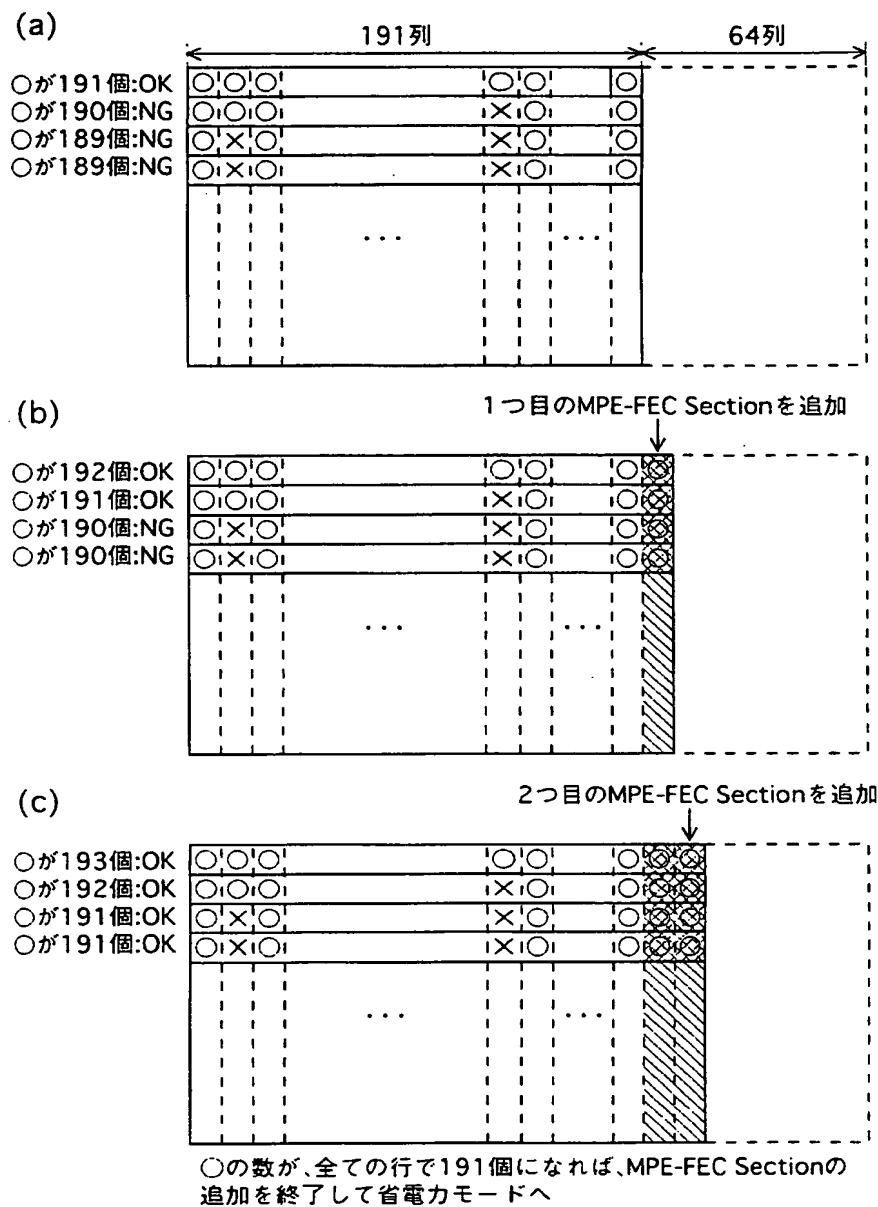 (a)
191列
64列
○が191個:OK
○が190個:NG
○が189個:NG
○が189個:NG
(b)
1つ目のMPE-FEC Sectionを追加
○が192個:OK
○が191個:OK
○が190個:NG
○が190個:NG
(c)
2つ目のMPE-FEC Sectionを追加
○が193個:OK
○が192個:OK
○が191個:OK
○が191個:OK
○の数が、全ての行で191個になれば、MPE-FEC Sectionの
追加を終了して省電力モードへ